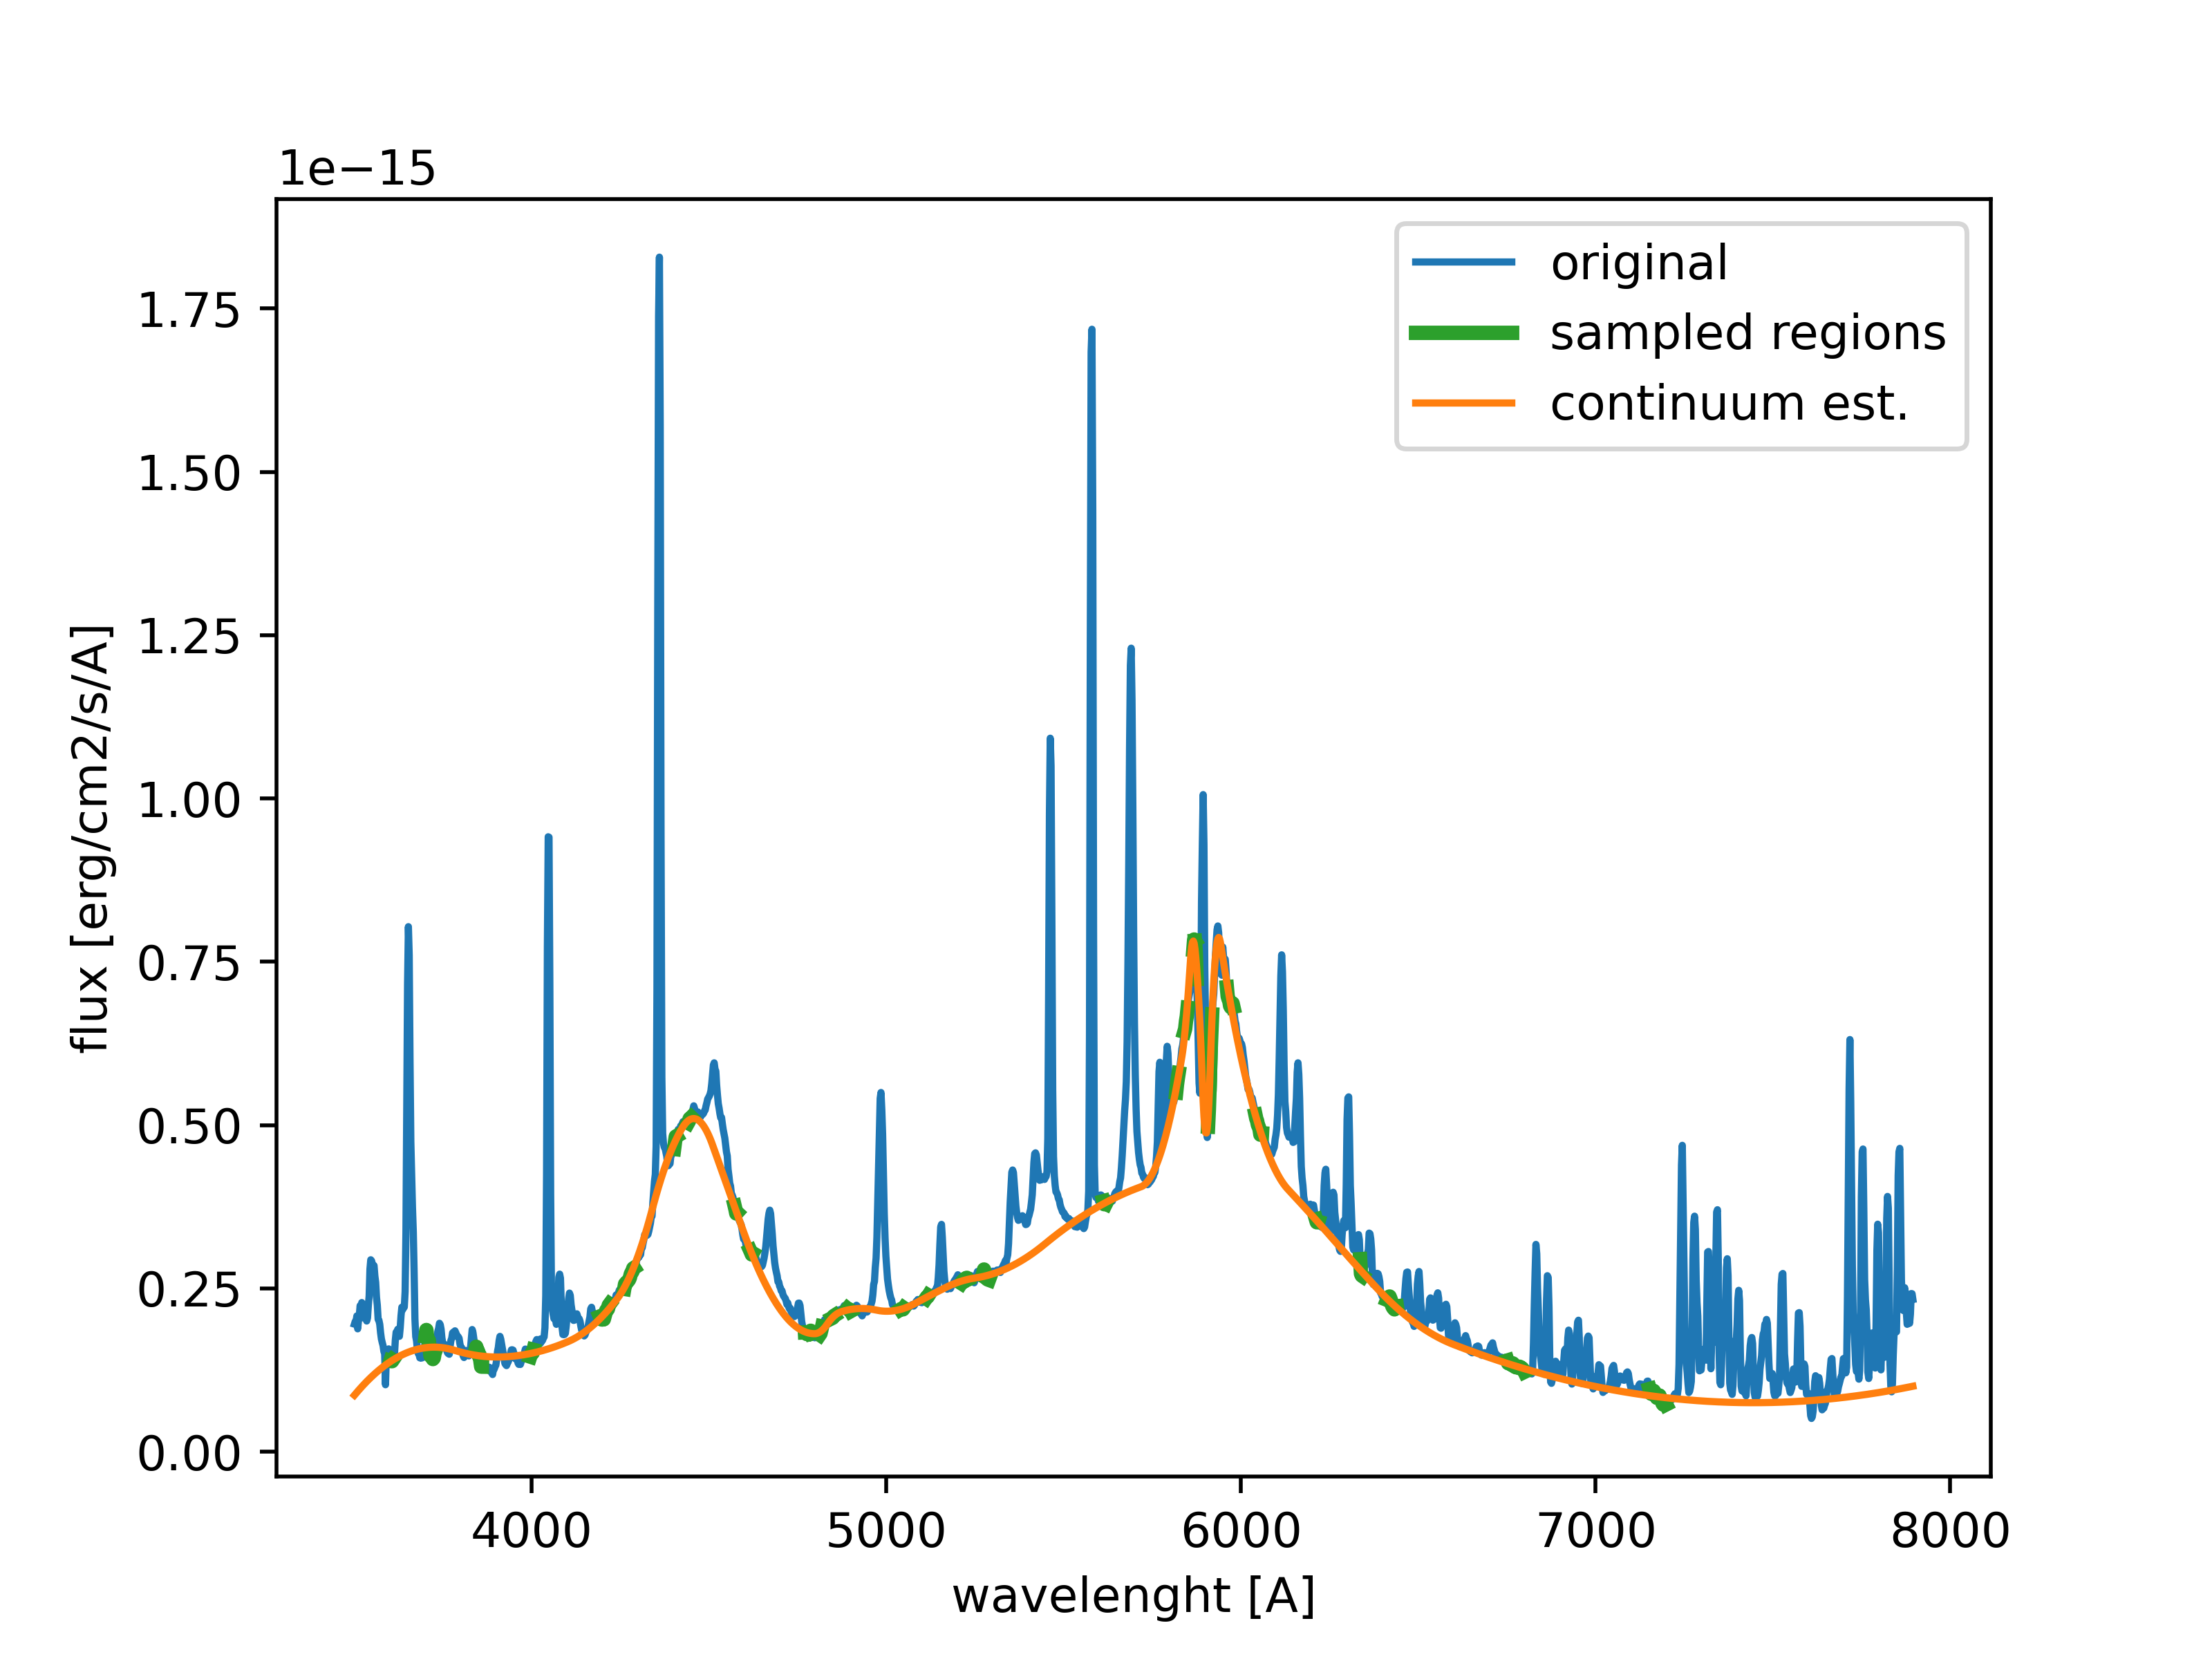 1e−15
original
sampled regions
continuum est.
1.75
1.50
1.25
1.00
0.75
0.50
0.25
0.00
flux [erg/cm2/s/A]
4000 5000 6000 7000 8000
wavelenght [A]